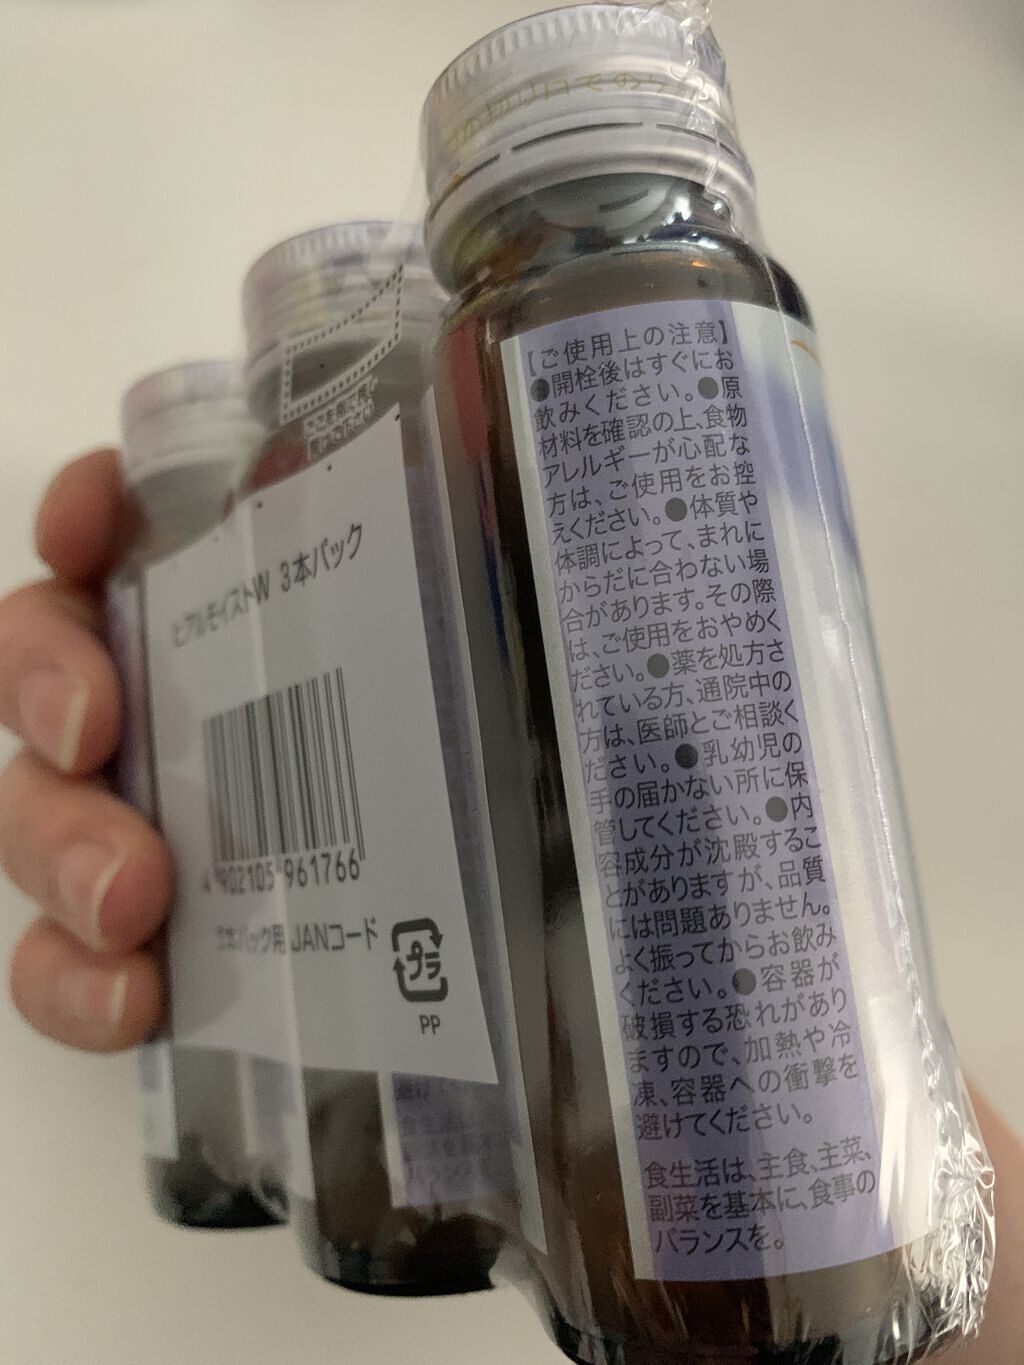 ヒアルモイストW 3本パック
4902105961766
本パック用 JANコード
プラ
PP
【ご使用上の注意】
●開栓後はすぐにお
飲みください。●原
材料を確認の上、食物
アレルギーが心配な
方は、ご使用をお控
えください。●体質や
体調によって、まれに
からだに合わない場
合があります。その際
は、ご使用をおやめく
ださい。●薬を処方さ
れている方、通院中の
方は、医師とご相談く
ださい。●乳幼児の
手の届かない所に保
管してください。●内
容成分が沈殿するこ
とがありますが、品質
には問題ありません。
よく振ってからお飲み
ください。●容器が
破損する恐れがあり
ますので、加熱や冷
凍、容器への衝撃を
避けてください。
食生活は、主食、主菜、
副菜を基本に、食事の
バランスを。